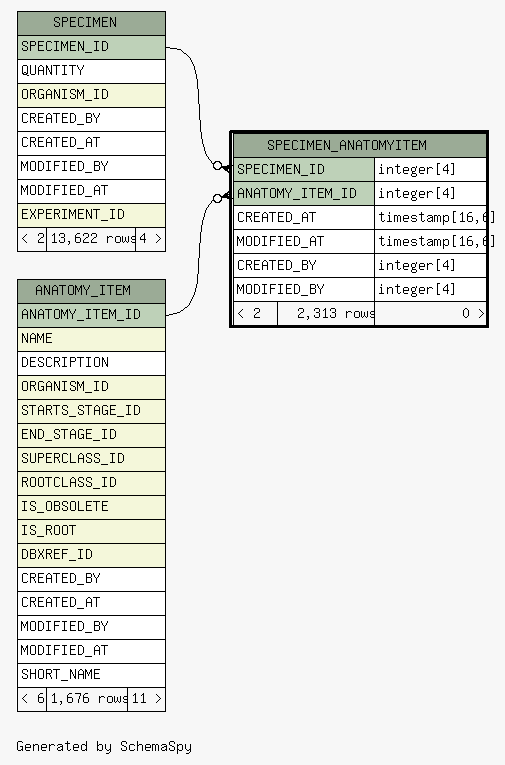 SPECIMEN
SPECIMEN_ID
QUANTITY
ORGANISM_ID
CREATED_BY
CREATED_AT
MODIFIED_BY
MODIFIED_AT
EXPERIMENT_ID
< 2 13,622 rows 4 >
SPECIMEN_ANATOMYITEM
SPECIMEN_ID integer[4]
ANATOMY_ITEM_ID integer[4]
CREATED_AT timestamp[16,6]
MODIFIED_AT timestamp[16,6]
CREATED_BY integer[4]
MODIFIED_BY integer[4]
< 2 2,313 rows 0 >
ANATOMY_ITEM
ANATOMY_ITEM_ID
NAME
DESCRIPTION
ORGANISM_ID
STARTS_STAGE_ID
END_STAGE_ID
SUPERCLASS_ID
ROOTCLASS_ID
IS_OBSOLETE
IS_ROOT
DBXREF_ID
CREATED_BY
CREATED_AT
MODIFIED_BY
MODIFIED_AT
SHORT_NAME
< 6 1,676 rows 11 >
Generated by SchemaSpy